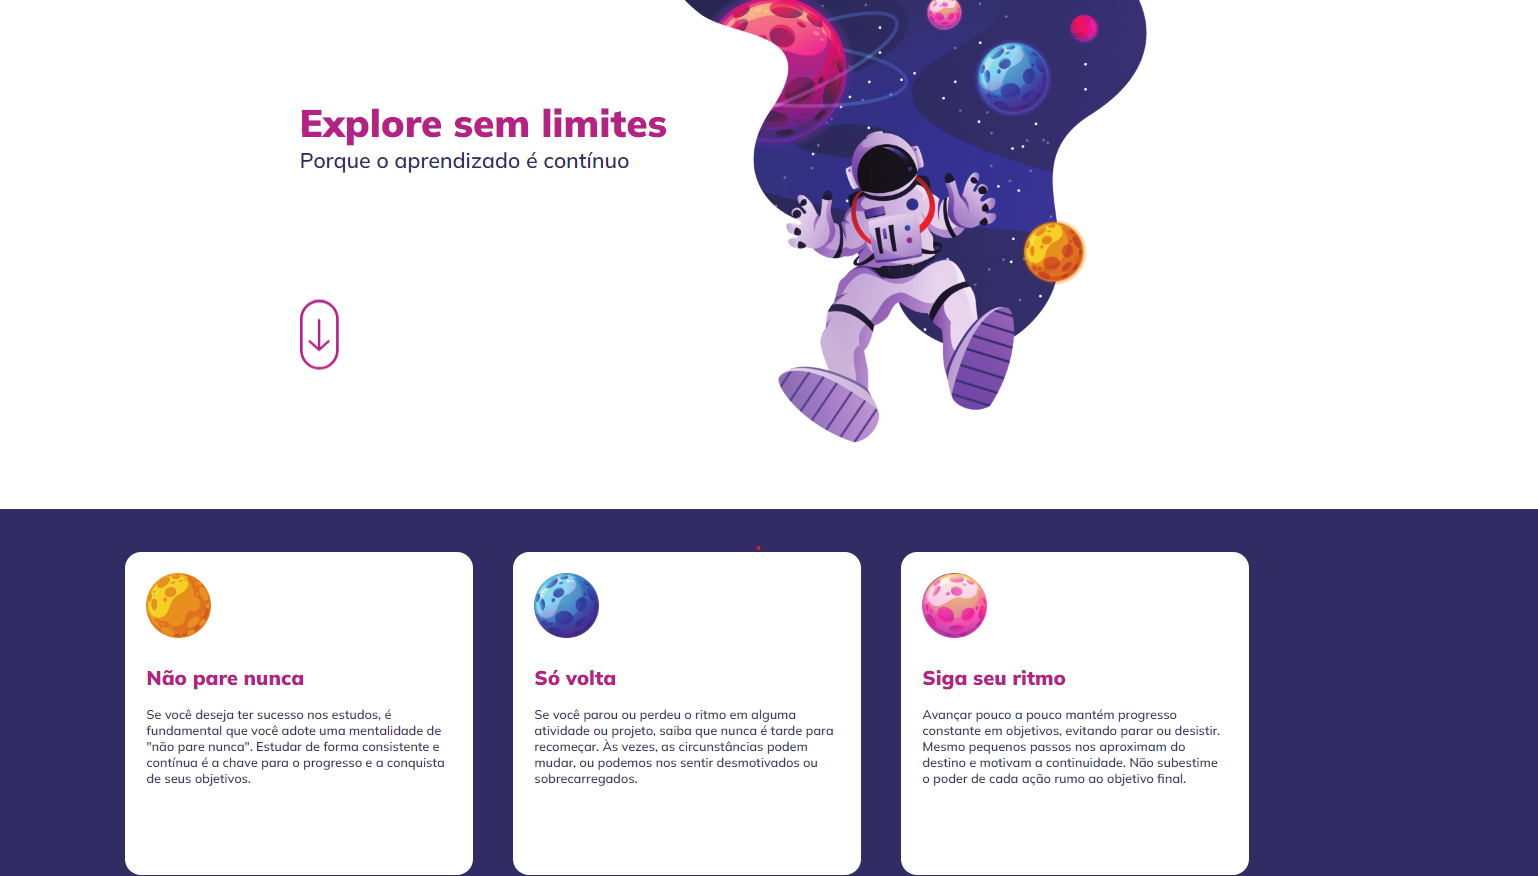 Explore sem limites
Porque o aprendizado é contínuo
Não pare nunca
Se você deseja ter sucesso nos estudos, é
fundamental que você adote uma mentalidade de
"não pare nunca". Estudar de forma consistente e
contínua é a chave para o progresso e a conquista
de seus objetivos.
Só volta
Se você parou ou perdeu o ritmo em alguma
atividade ou projeto, saiba que nunca é tarde para
recomeçar. Às vezes, as circunstâncias podem
mudar, ou podemos nos sentir desmotivados ou
sobrecarregados.
Siga seu ritmo
Avançar pouco a pouco mantém progresso
constante em objetivos, evitando parar ou desistir.
Mesmo pequenos passos nos aproximam do
destino e motivam a continuidade. Não subestime
o poder de cada ação rumo ao objetivo final.